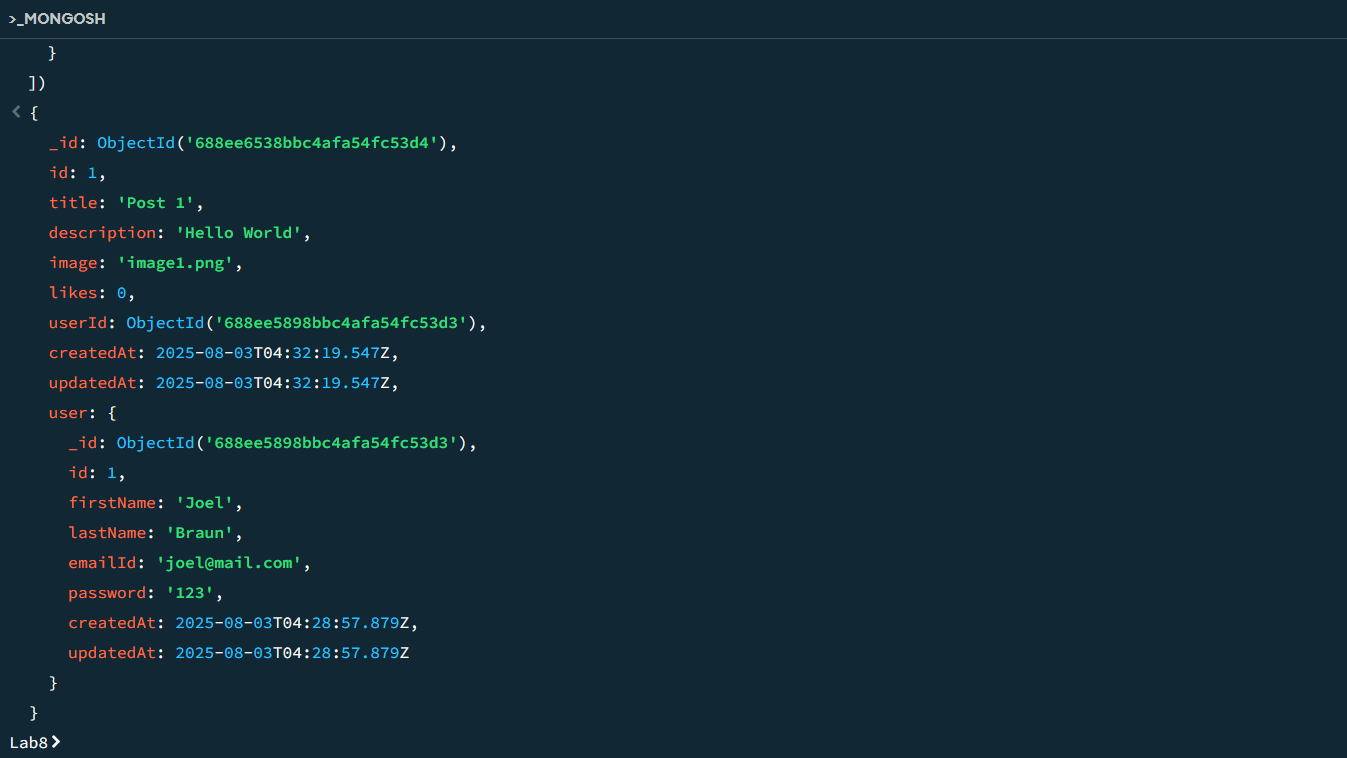 >_MONGOSH
}
])
< {
_id: ObjectId('688ee6538bbc4afa54fc53d4'),
id: 1,
title: 'Post 1',
description: 'Hello World',
image: 'image1.png',
likes: 0,
userId: ObjectId('688ee5898bbc4afa54fc53d3'),
createdAt: 2025-08-03T04:32:19.547Z,
updatedAt: 2025-08-03T04:32:19.547Z,
user: {
_id: ObjectId('688ee5898bbc4afa54fc53d3'),
id: 1,
firstName: 'Joel',
lastName: 'Braun',
emailId: 'joel@mail.com',
password: '123',
createdAt: 2025-08-03T04:28:57.879Z,
updatedAt: 2025-08-03T04:28:57.879Z
}
}
Lab8>